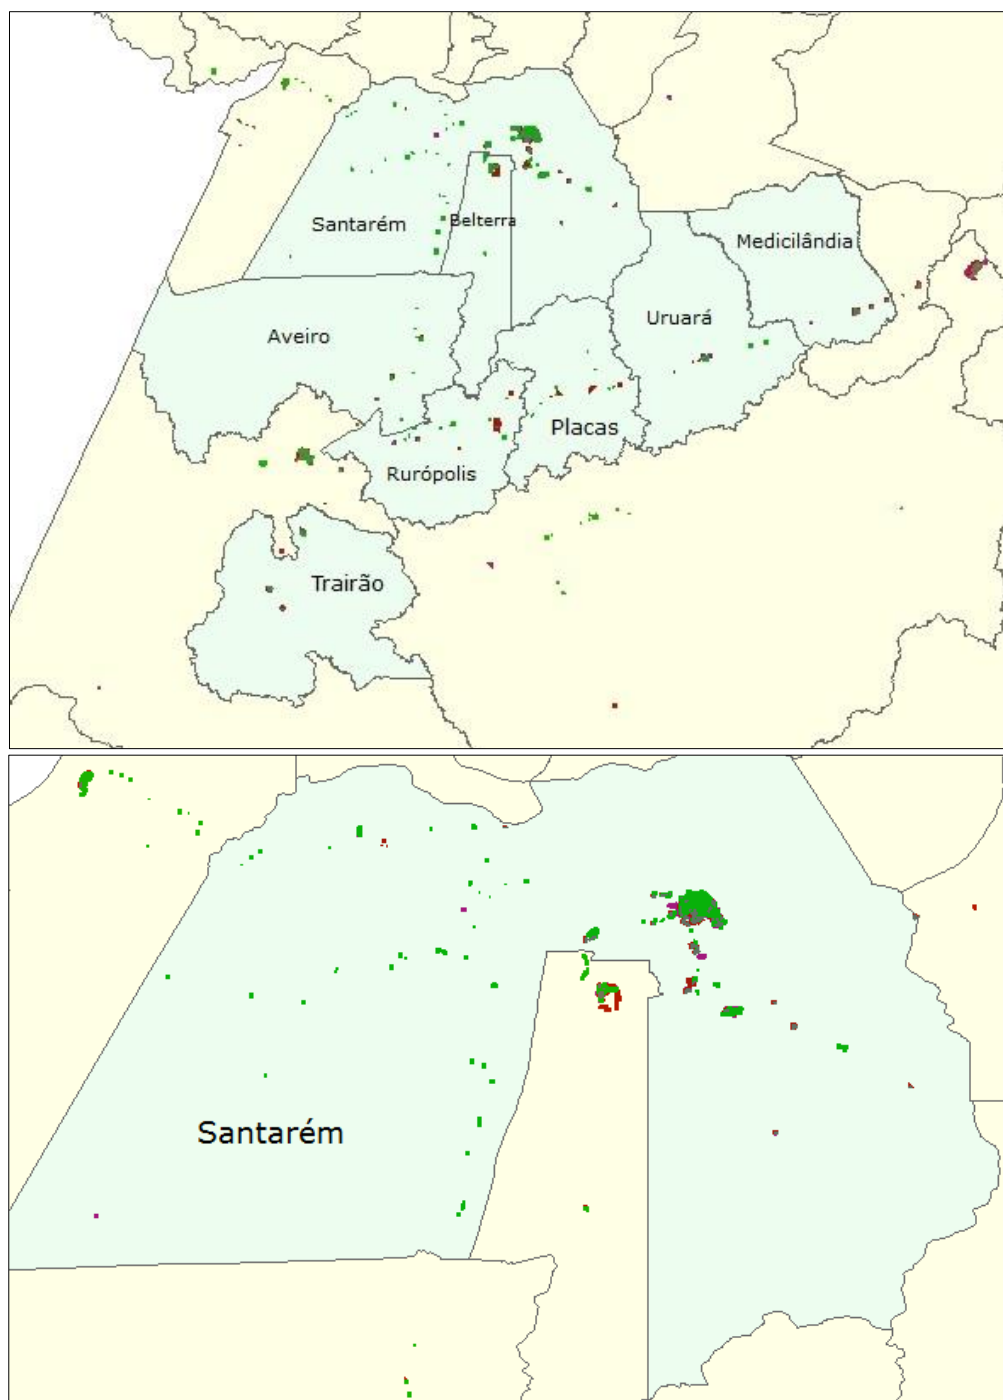 Santarém
Belterra
Medicilândia
Uruará
Aveiro
Placas
Rurópolis
Trairão
Santarém